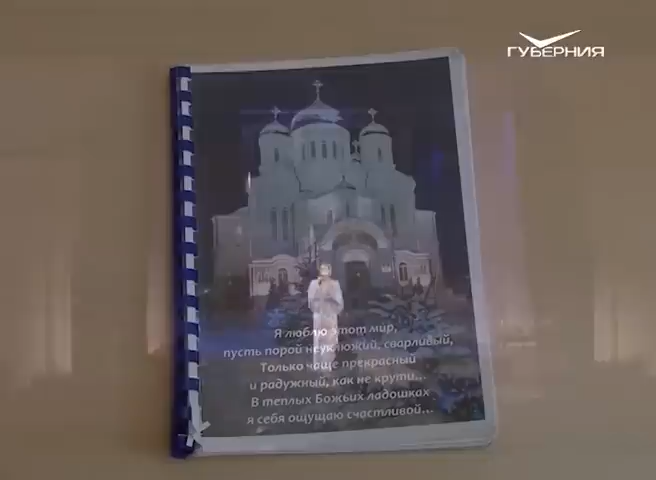 ГУБЕРНИЯ
Я люблю этот мир,
пусть порой неуклюжий, сварливый,
Только чаще прекрасный
и радужный, как не крути...
В теплых Божьих ладошках
я себя ощущаю счастливой...